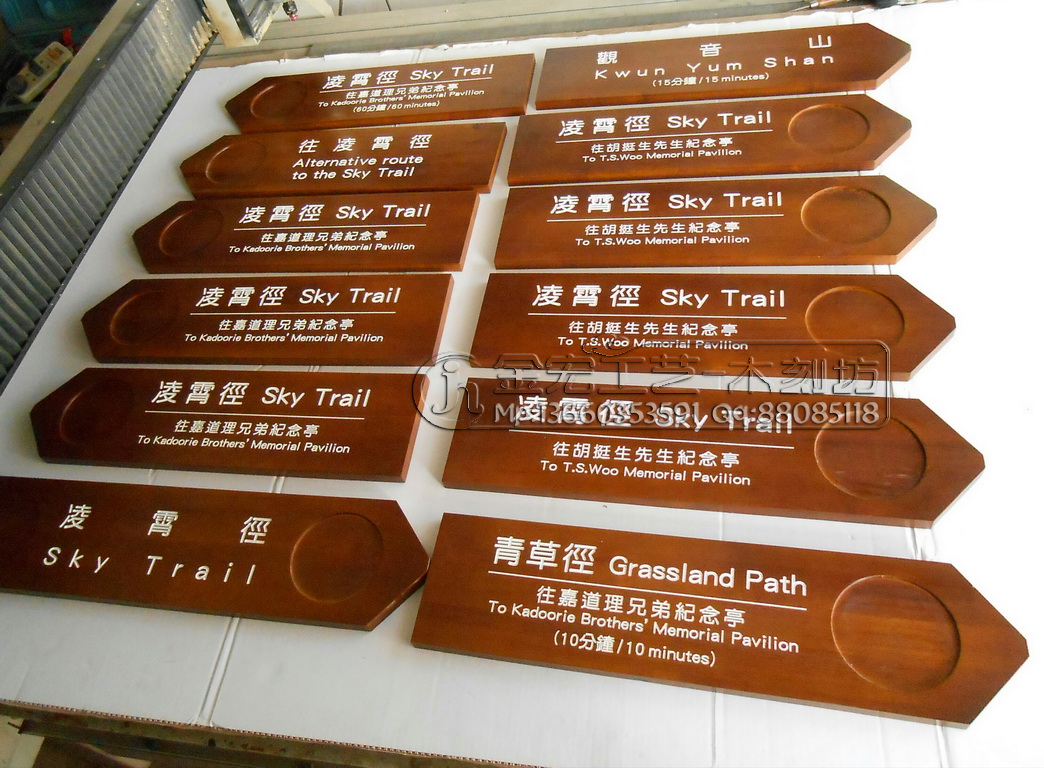 凌霄徑 Sky Trail
往嘉道理兄弟紀念亭
To Kadoorie Brothers' Memorial Pavilion
(60分鐘/60 minutes)
往凌霄徑
Alternative route
to the Sky Trail
凌霄徑 Sky Trail
往嘉道理兄弟紀念亭
To Kadoorie Brothers' Memorial Pavilion
凌霄徑 Sky Trail
往嘉道理兄弟紀念亭
To Kadoorie Brothers' Memorial Pavilion
凌霄徑 Sky Trail
往嘉道理兄弟紀念亭
To Kadoorie Brothers' Memorial Pavilion
凌霄徑
Sky Trail
觀音山
Kwun Yum Shan
(15分鐘/15 minutes)
凌霄徑 Sky Trail
往胡挺生先生紀念亭
To T.S.Woo Memorial Pavilion
凌霄徑 Sky Trail
往胡挺生先生紀念亭
To T.S.Woo Memorial Pavilion
凌霄徑 Sky Trail
往胡挺生先生紀念亭
To T.S.Woo Memorial Pavilion
凌霄徑 Sky Trail
往胡挺生先生紀念亭
To T.S.Woo Memorial Pavilion
青草徑 Grassland Path
往嘉道理兄弟紀念亭
To Kadoorie Brothers' Memorial Pavilion
(10分鐘/10 minutes)
金宏工艺-木刻坊
QQ:88085118